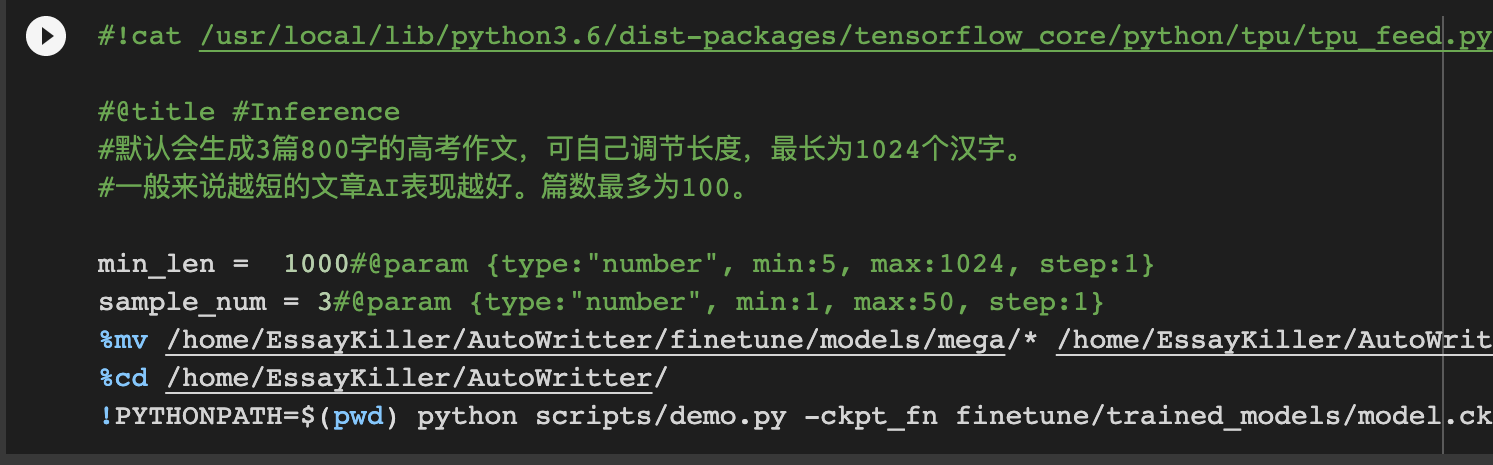 #!cat /usr/local/lib/python3.6/dist-packages/tensorflow_core/python/tpu/tpu_feed.py
#@title #Inference
#默认会生成3篇800字的高考作文，可自己调节长度，最长为1024个汉字。
#一般来说越短的文章AI表现越好。篇数最多为100。
min_len =  1000#@param {type:"number", min:5, max:1024, step:1}
sample_num = 3#@param {type:"number", min:1, max:50, step:1}
%mv /home/EssayKiller/AutoWritter/finetune/models/mega/* /home/EssayKiller/AutoWrit
%cd /home/EssayKiller/AutoWritter/
!PYTHONPATH=$(pwd) python scripts/demo.py -ckpt_fn finetune/trained_models/model.ck